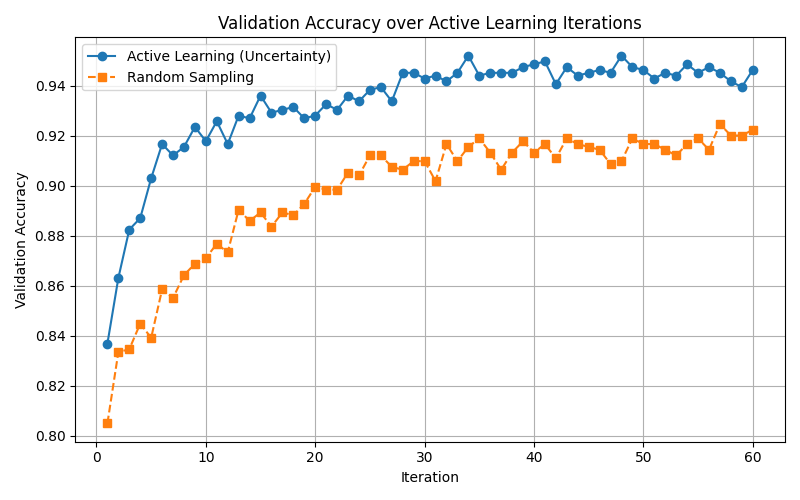 Validation Accuracy over Active Learning Iterations
Active Learning (Uncertainty)
Random Sampling
Validation Accuracy
0.94
0.92
0.90
0.88
0.86
0.84
0.82
0.80
0 10 20 30 40 50 60
Iteration